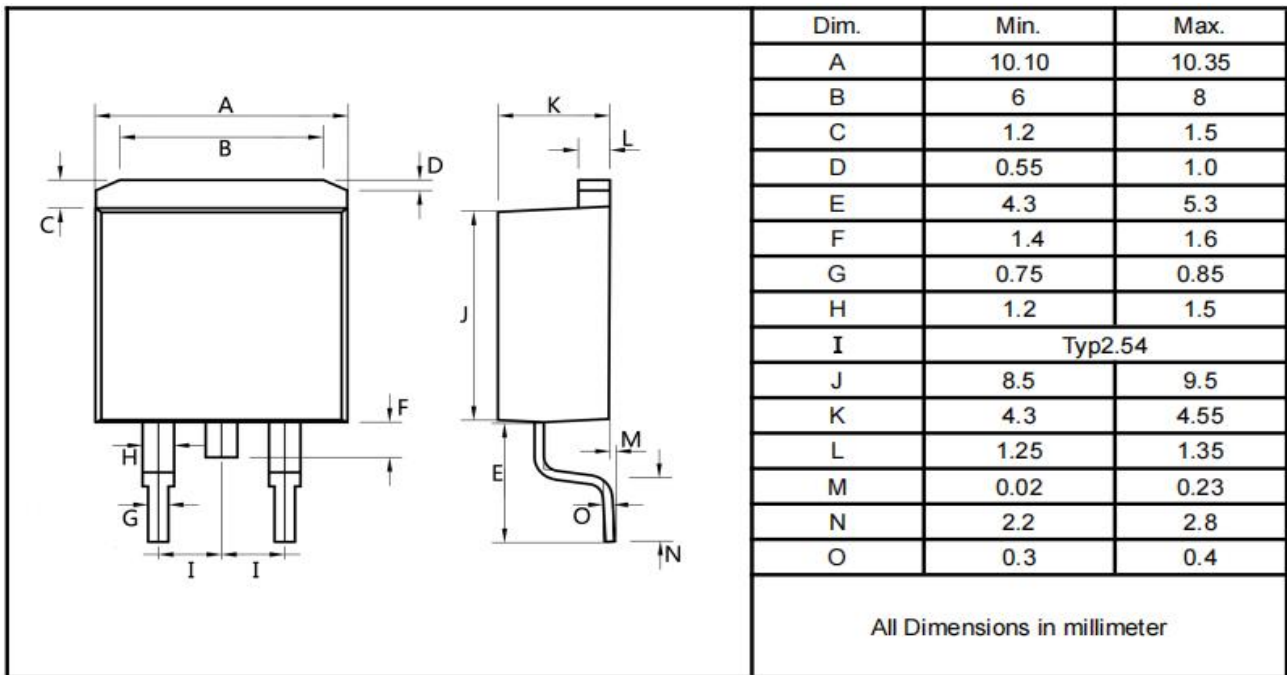 A
B
D
C
F
H
G
I I
K
L
J
M
E
O
N
Dim. Min. Max.
A 10.10 10.35
B 6 8
C 1.2 1.5
D 0.55 1.0
E 4.3 5.3
F 1.4 1.6
G 0.75 0.85
H 1.2 1.5
I Typ2.54
J 8.5 9.5
K 4.3 4.55
L 1.25 1.35
M 0.02 0.23
N 2.2 2.8
O 0.3 0.4
All Dimensions in millimeter